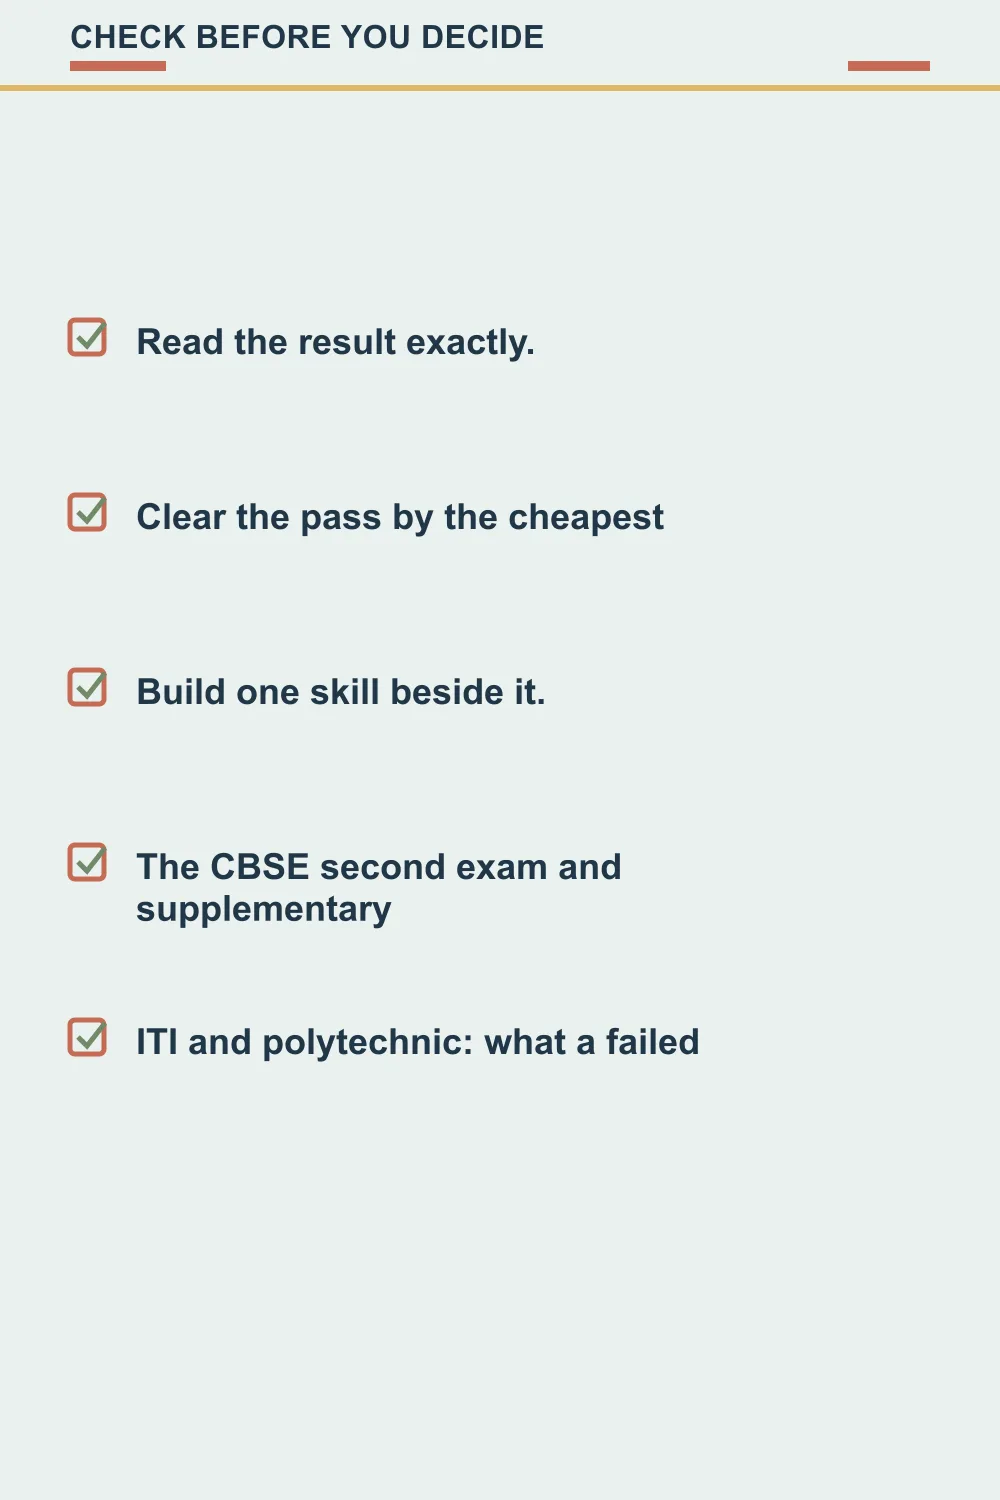 CHECK BEFORE YOU DECIDE
Read the result exactly.
Clear the pass by the cheapest
Build one skill beside it.
The CBSE second exam and
supplementary
ITI and polytechnic: what a failed